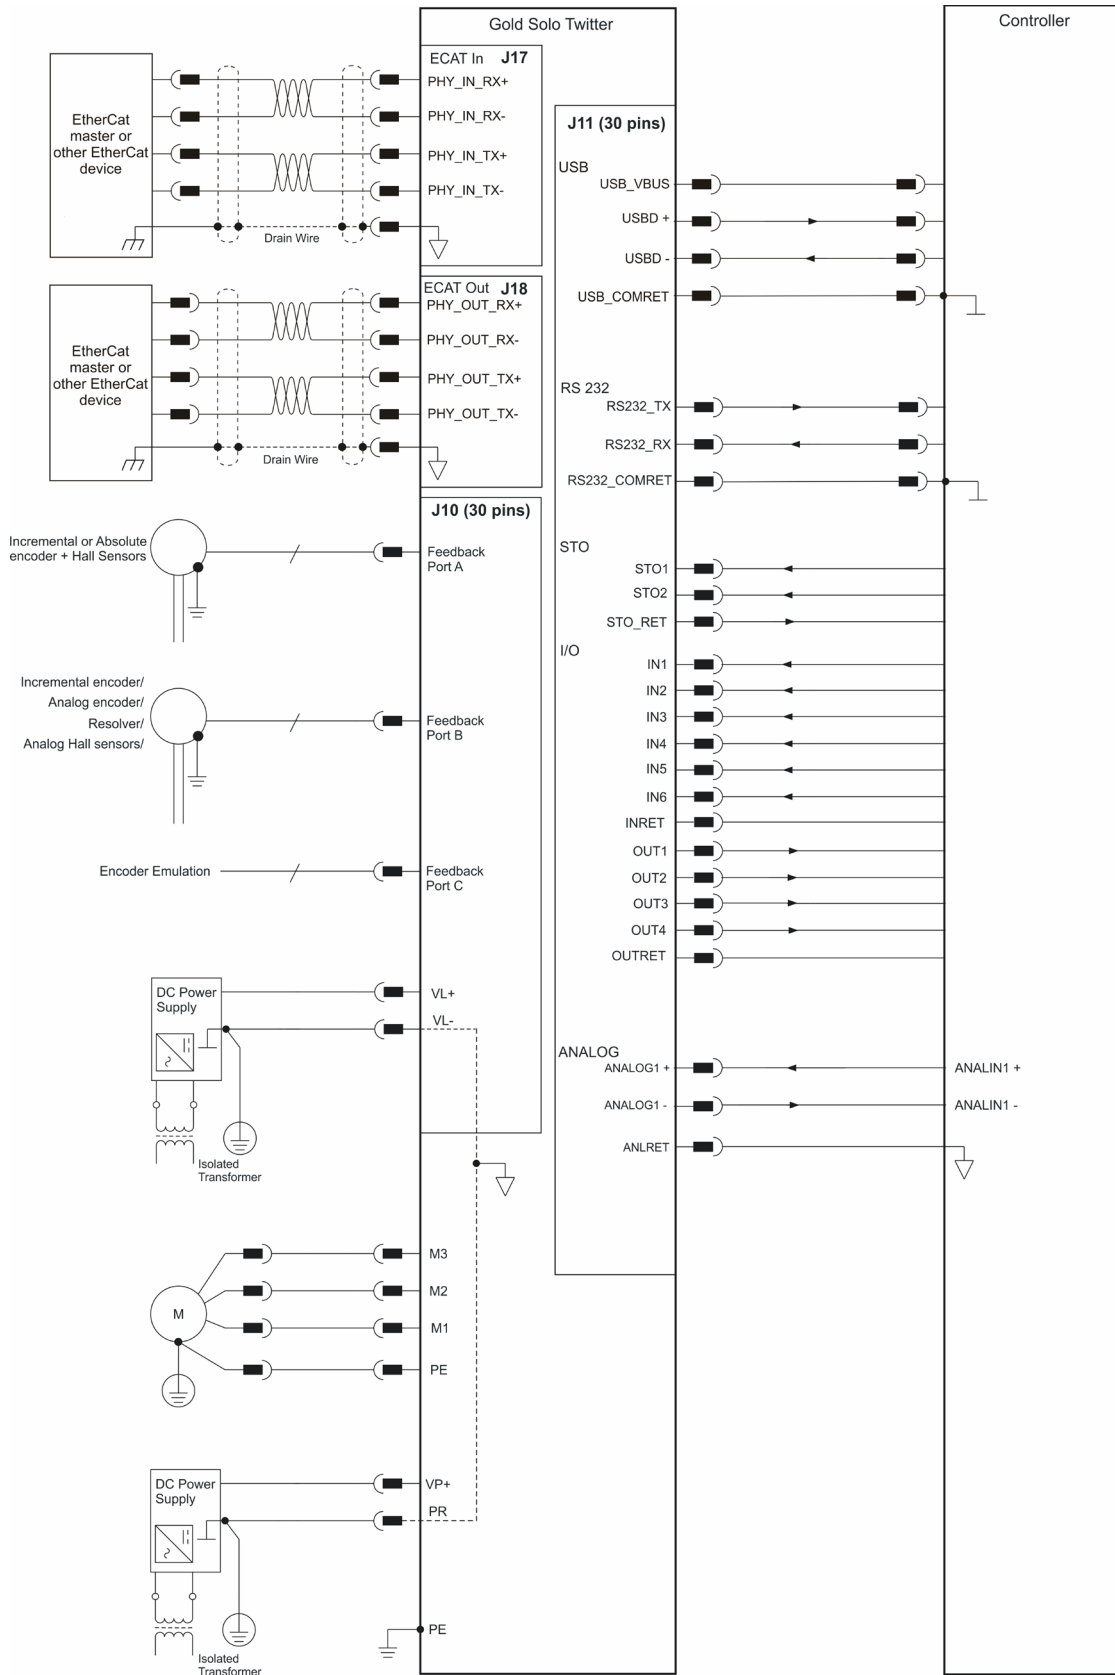 Gold Solo Twitter
Controller
ECAT In J17
PHY_IN_RX+
PHY_IN_RX-
PHY_IN_TX+
PHY_IN_TX-
EtherCat
master or
other EtherCat
device
Drain Wire
ECAT Out J18
PHY_OUT_RX+
PHY_OUT_RX-
PHY_OUT_TX+
PHY_OUT_TX-
EtherCat
master or
other EtherCat
device
Drain Wire
J10 (30 pins)
Incremental or Absolute
encoder + Hall Sensors
Feedback
Port A
Incremental encoder/
Analog encoder/
Resolver/
Analog Hall sensors/
Feedback
Port B
Encoder Emulation
Feedback
Port C
DC Power
Supply
VL+
VL-
Isolated
Transformer
M
M3
M2
M1
PE
DC Power
Supply
VP+
PR
Isolated
Transformer
PE
J11 (30 pins)
USB
USB_VBUS
USBD +
USBD -
USB_COMRET
RS 232
RS232_TX
RS232_RX
RS232_COMRET
STO
STO1
STO2
STO_RET
I/O
IN1
IN2
IN3
IN4
IN5
IN6
INRET
OUT1
OUT2
OUT3
OUT4
OUTRET
ANALOG
ANALOG1 +
ANALIN1 +
ANALOG1 -
ANALIN1 -
ANLRET